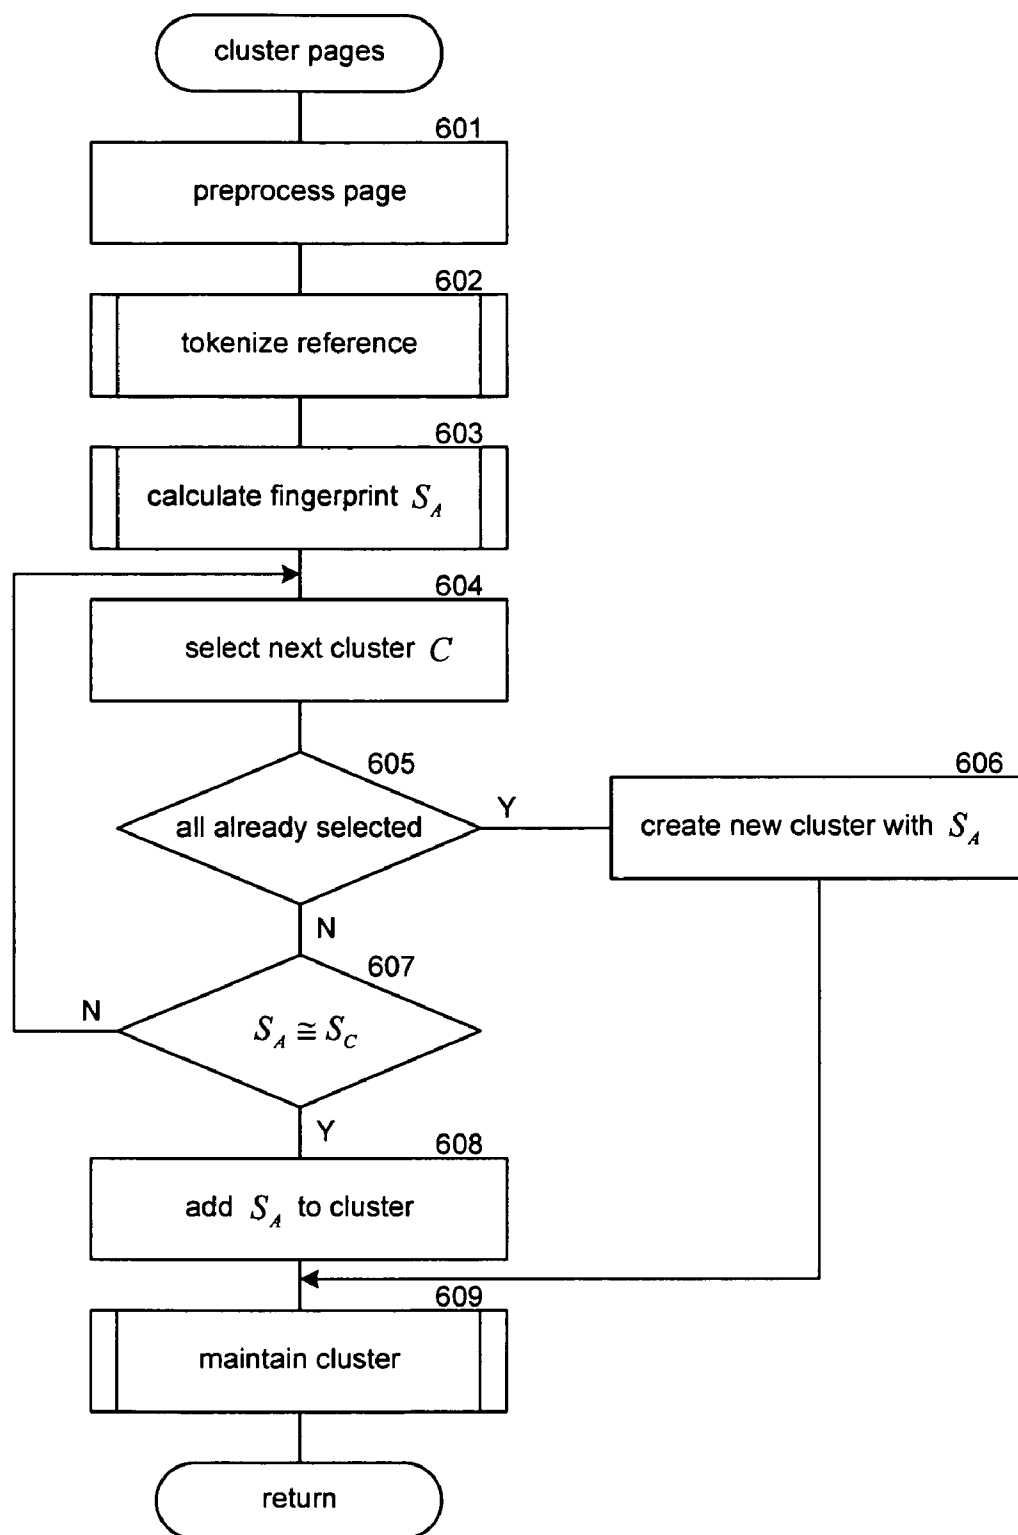 cluster pages
601
preprocess page
602
tokenize reference
603
calculate fingerprint S_A
604
select next cluster C
605
all already selected
Y
606
create new cluster with S_A
N
607
S_A ≅ S_C
N
Y
608
add S_A to cluster
609
maintain cluster
return